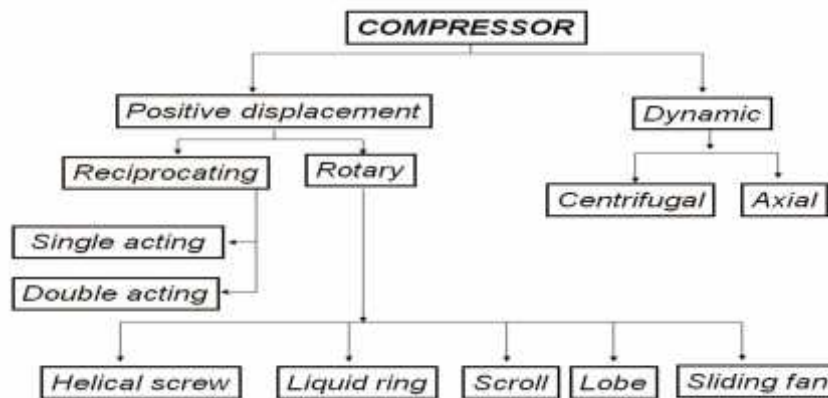 COMPRESSOR
Positive displacement
Dynamic
Reciprocating
Rotary
Centrifugal
Axial
Single acting
Double acting
Helical screw
Liquid ring
Scroll
Lobe
Sliding fan